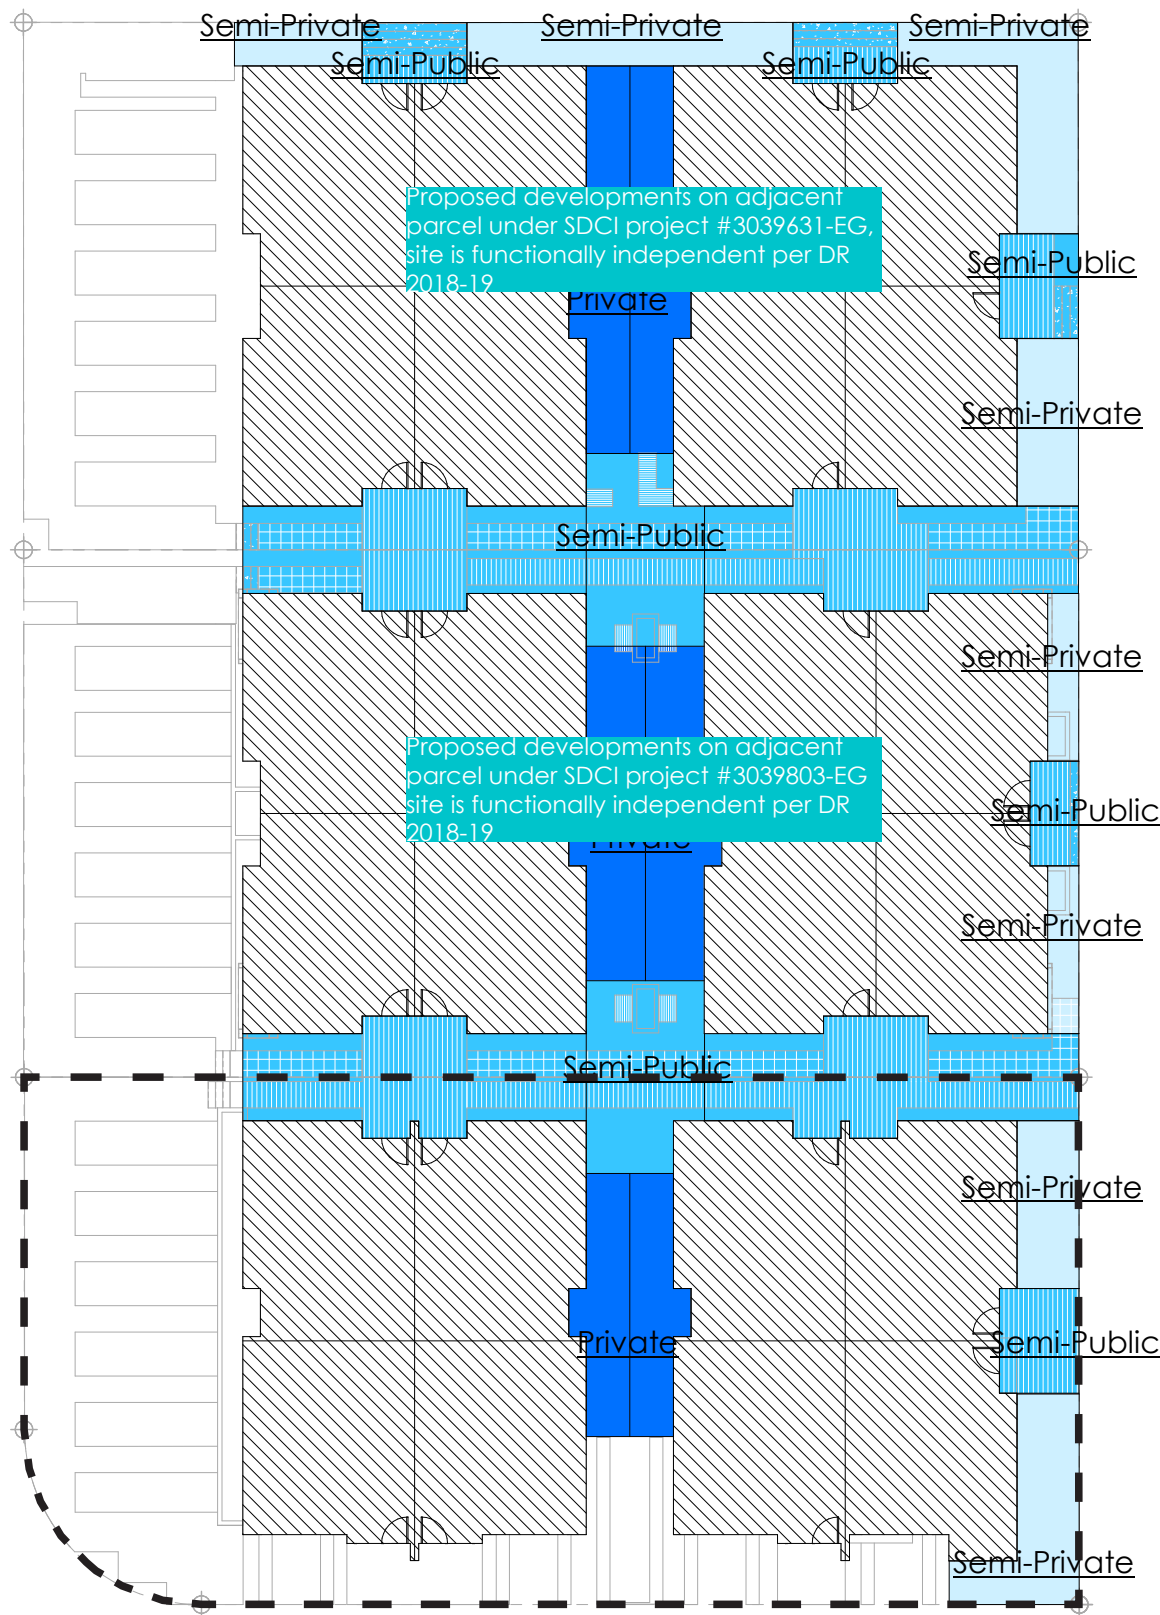 Semi-Private
Semi-Private
Semi-Private
Semi-Public
Semi-Public
Proposed developments on adjacent
parcel under SDCI project #3039631-EG,
site is functionally independent per DR
2018-19
Semi-Public
Private
Semi-Private
Semi-Public
Semi-Private
Proposed developments on adjacent
parcel under SDCI project #3039803-EG
site is functionally independent per DR
2018-19
Semi-Public
Private
Semi-Private
Semi-Public
Semi-Private
Private
Semi-Public
Semi-Private